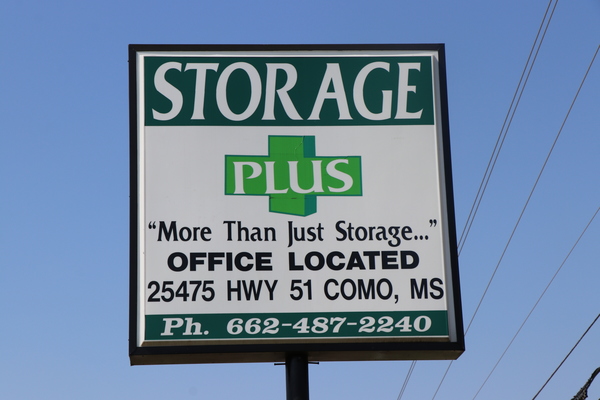 STORAGE
PLUS
"More Than Just Storage..."
OFFICE LOCATED
25475 HWY 51 COMO, MS
Ph. 662-487-2240